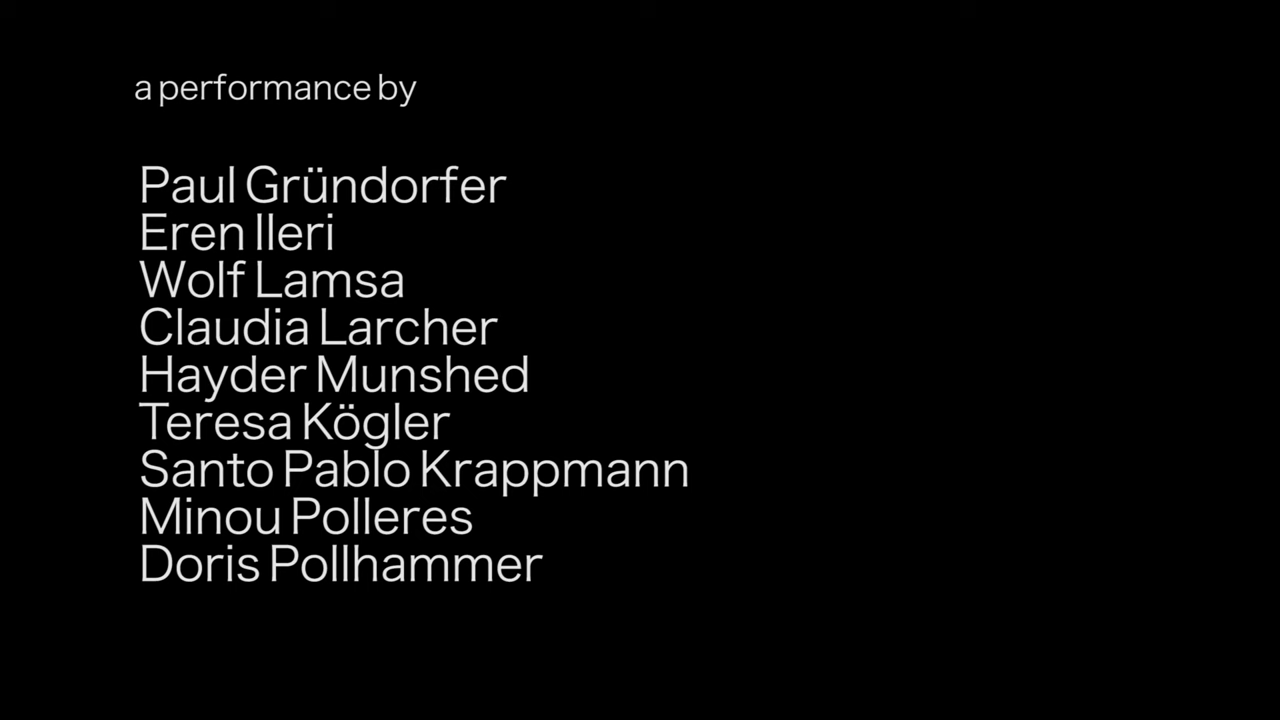 a performance by
Paul Gründorfer
Eren Ileri
Wolf Lamsa
Claudia Larcher
Hayder Munshed
Teresa Kögler
Santo Pablo Krappmann
Minou Polleres
Doris Pollhammer